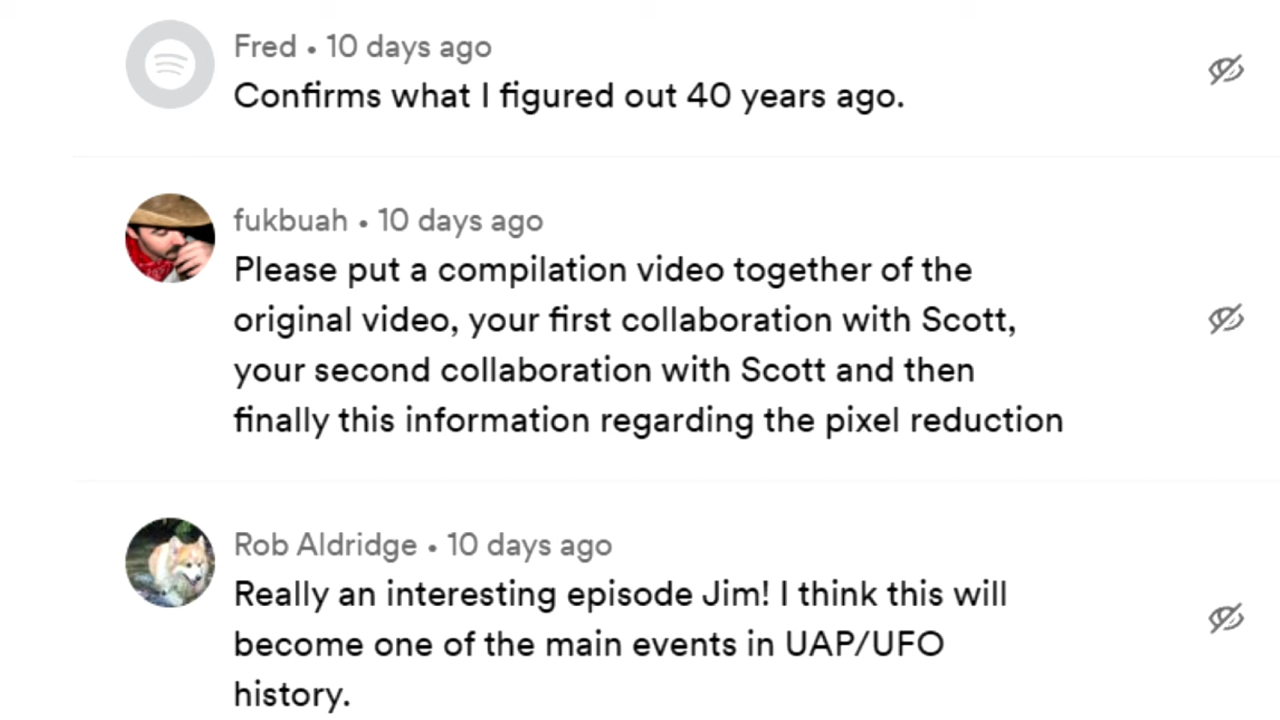 Fred • 10 days ago
Confirms what I figured out 40 years ago.
fukbuah • 10 days ago
Please put a compilation video together of the
original video, your first collaboration with Scott,
your second collaboration with Scott and then
finally this information regarding the pixel reduction
Rob Aldridge • 10 days ago
Really an interesting episode Jim! I think this will
become one of the main events in UAP/UFO
history.